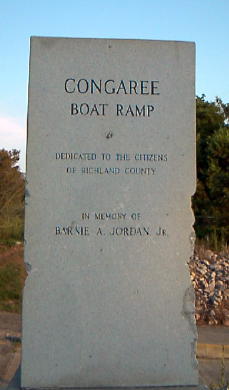 CONGAREE
BOAT RAMP
DEDICATED TO THE CITIZENS
OF RICHLAND COUNTY
IN MEMORY OF
BARNIE A. JORDAN, JR.